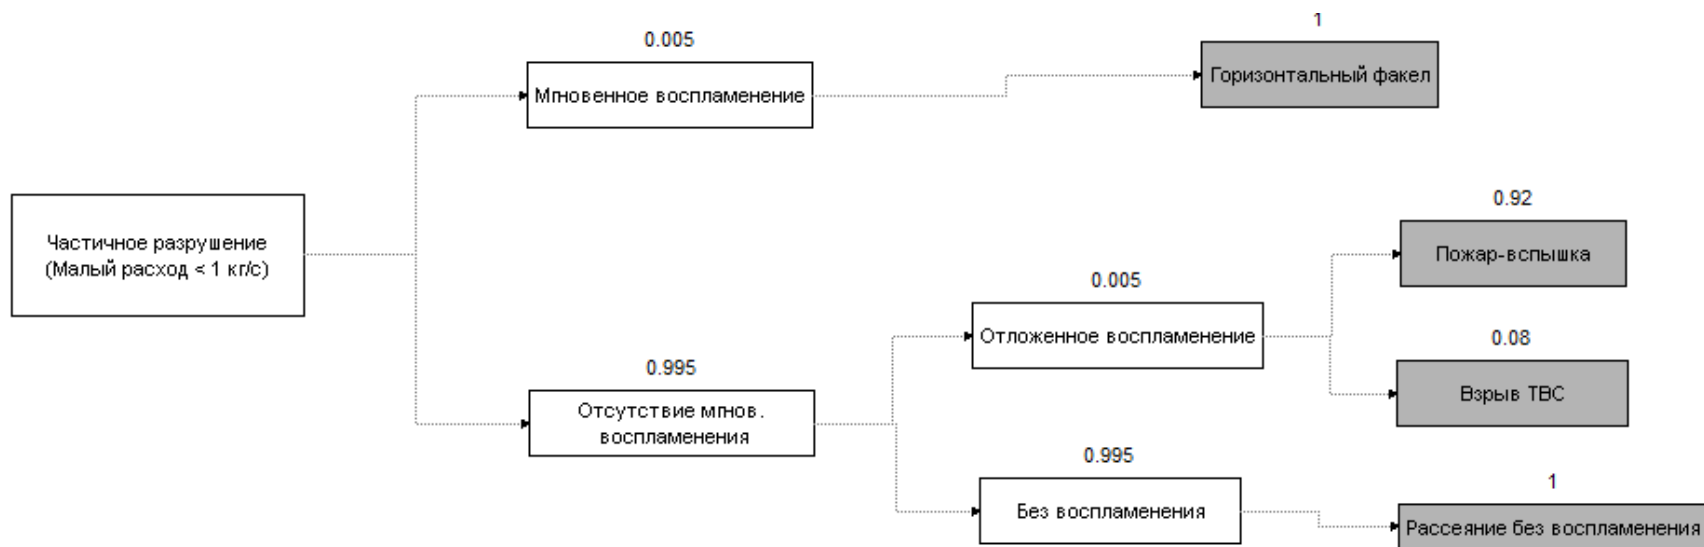 1
0.005
Мгновенное воспламенение
Горизонтальный факел
Частичное разрушение
(Малый расход < 1 кг/с)
0.92
Пожар-вспышка
0.005
Отложенное воспламенение
0.08
Взрыв ТВС
0.995
Отсутствие мгнов.
воспламенения
0.995
Без воспламенения
1
Рассеяние без воспламенения